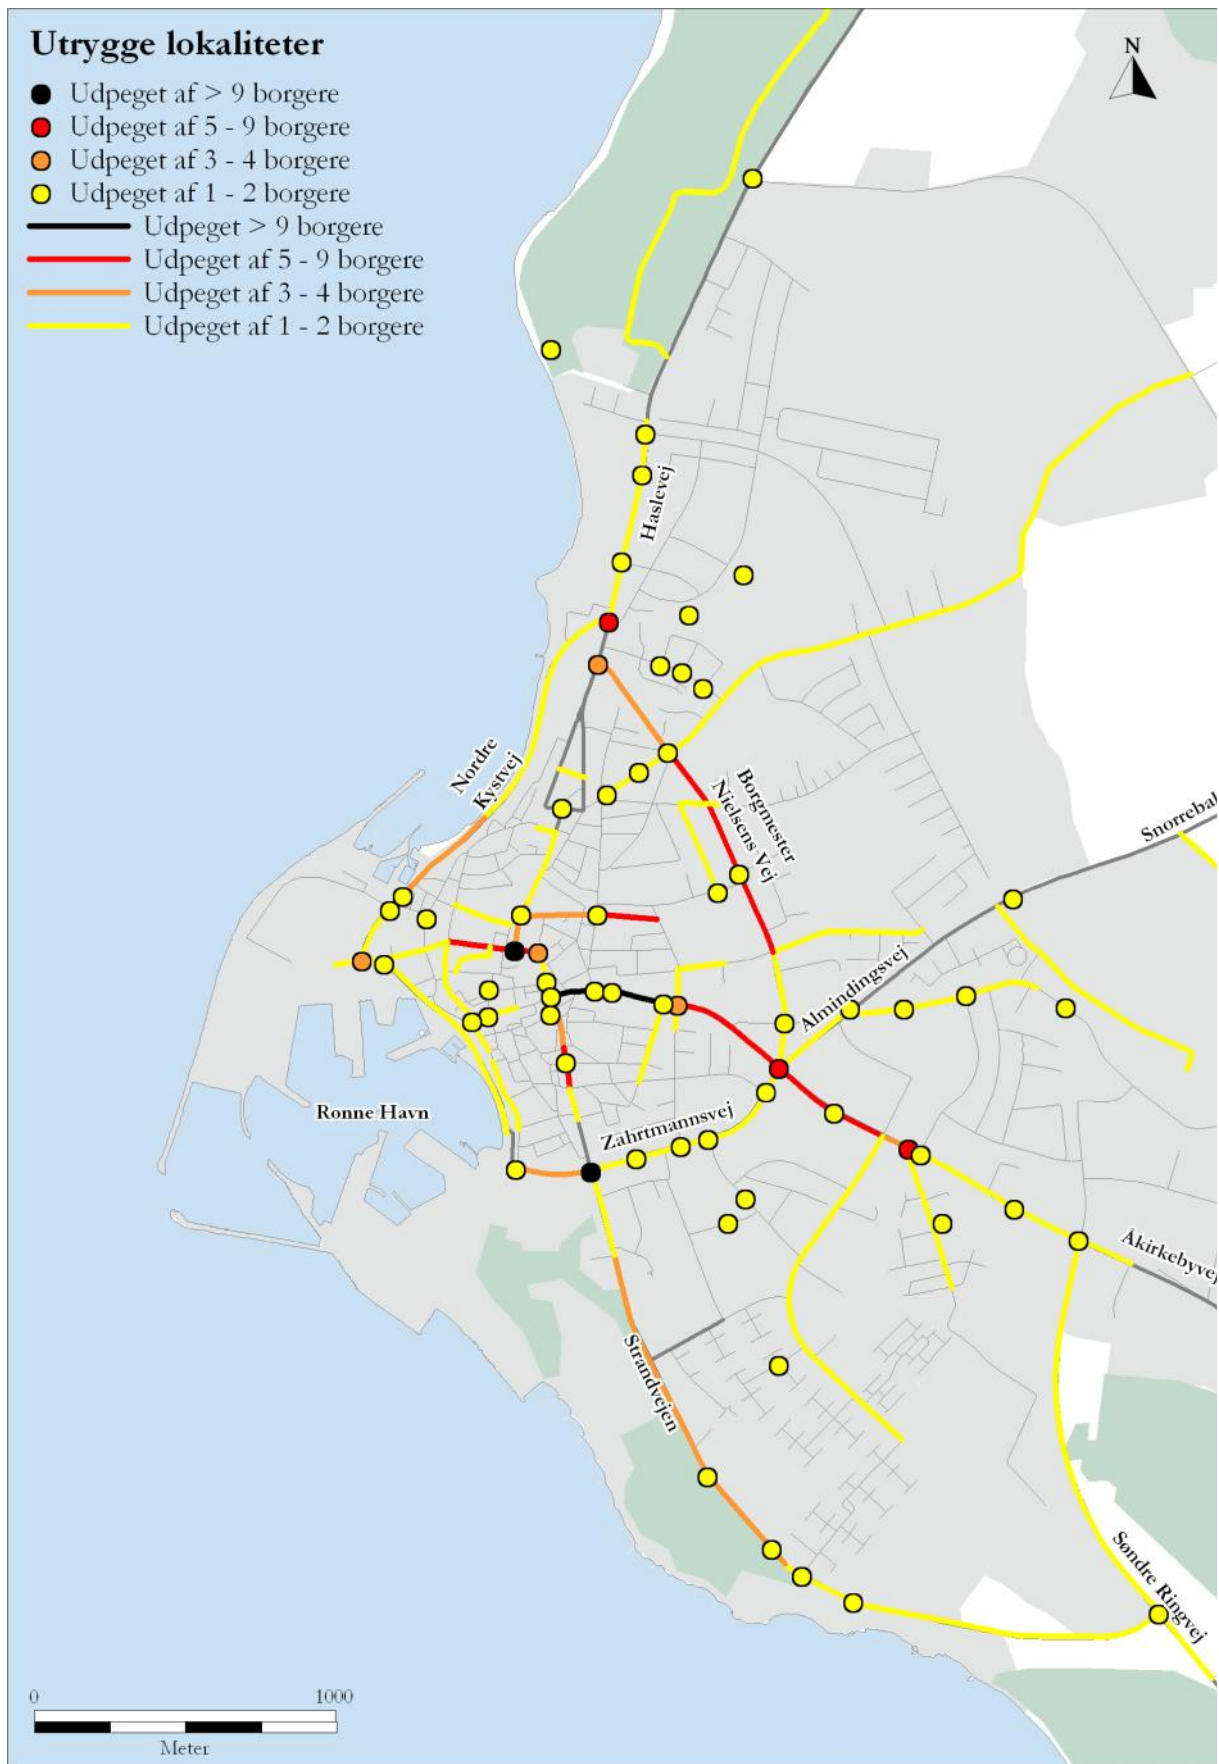 Utrygge lokaliteter
Udpeget af > 9 borgere
Udpeget af 5 - 9 borgere
Udpeget af 3 - 4 borgere
Udpeget af 1 - 2 borgere
Udpeget > 9 borgere
Udpeget af 5 - 9 borgere
Udpeget af 3 - 4 borgere
Udpeget af 1 - 2 borgere
N
Haslevej
Nordre
Kystvej
Borgmester
Nielsens Vej
Snorrebak
Almindingsvej
Ronne Havn
Zahrtmannsvej
Åkirkebyvej
Strandvejen
Søndre Ringvej
0 1000
Meter